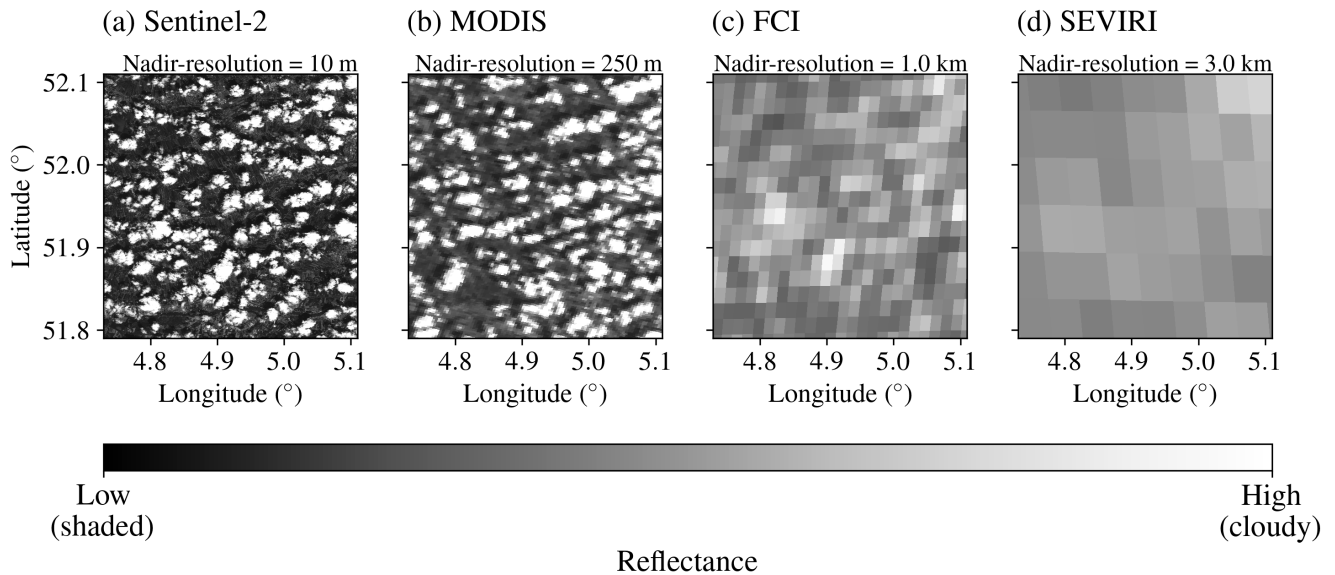 (a) Sentinel-2
(b) MODIS
(c) FCI
(d) SEVIRI
Nadir-resolution = 10 m
Nadir-resolution = 250 m
Nadir-resolution = 1.0 km
Nadir-resolution = 3.0 km
52.1
52.0
51.9
51.8
Latitude (°)
4.8 4.9 5.0 5.1
4.8 4.9 5.0 5.1
4.8 4.9 5.0 5.1
4.8 4.9 5.0 5.1
Longitude (°)
Longitude (°)
Longitude (°)
Longitude (°)
Low
(shaded)
High
(cloudy)
Reflectance